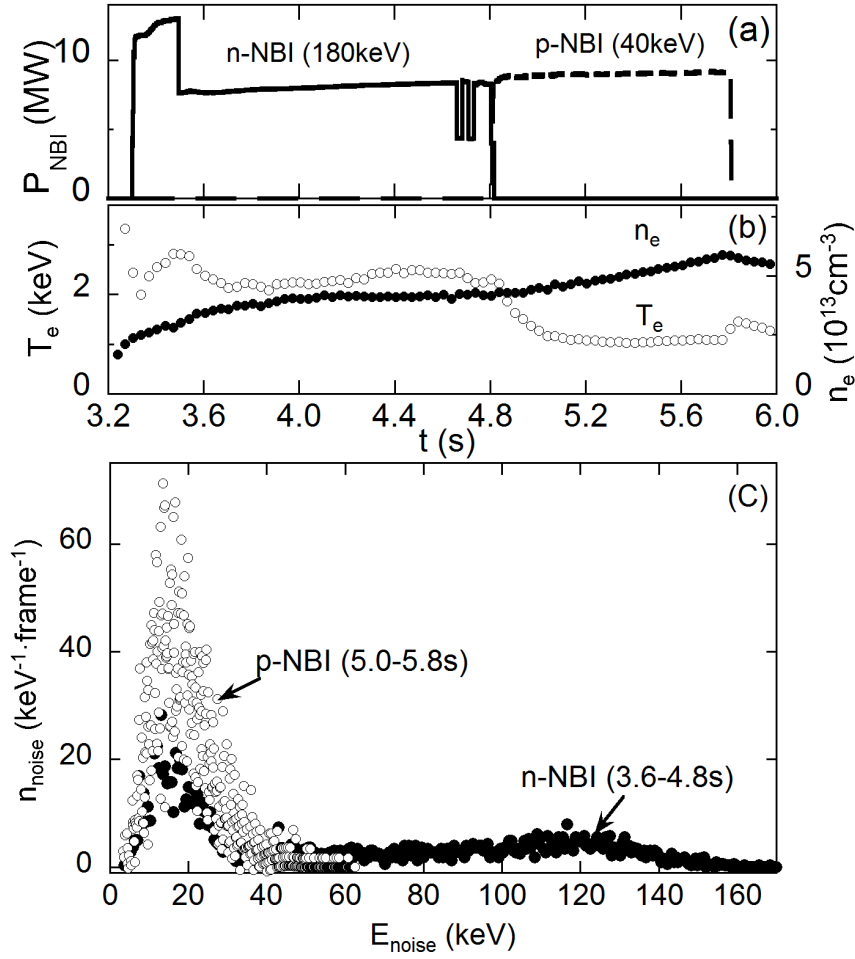 (a)
10
n-NBI (180keV)
p-NBI (40keV)
P_NBI (MW)
0
(b)
n_e
T_e
T_e (keV)
2
0
5
0
n_e (10^13cm^-3)
3.2 3.6 4.0 4.4 4.8 5.2 5.6 6.0
t (s)
(C)
60
40
20
0
p-NBI (5.0-5.8s)
n-NBI (3.6-4.8s)
n_noise (keV^-1·frame^-1)
0 20 40 60 80 100 120 140 160
E_noise (keV)